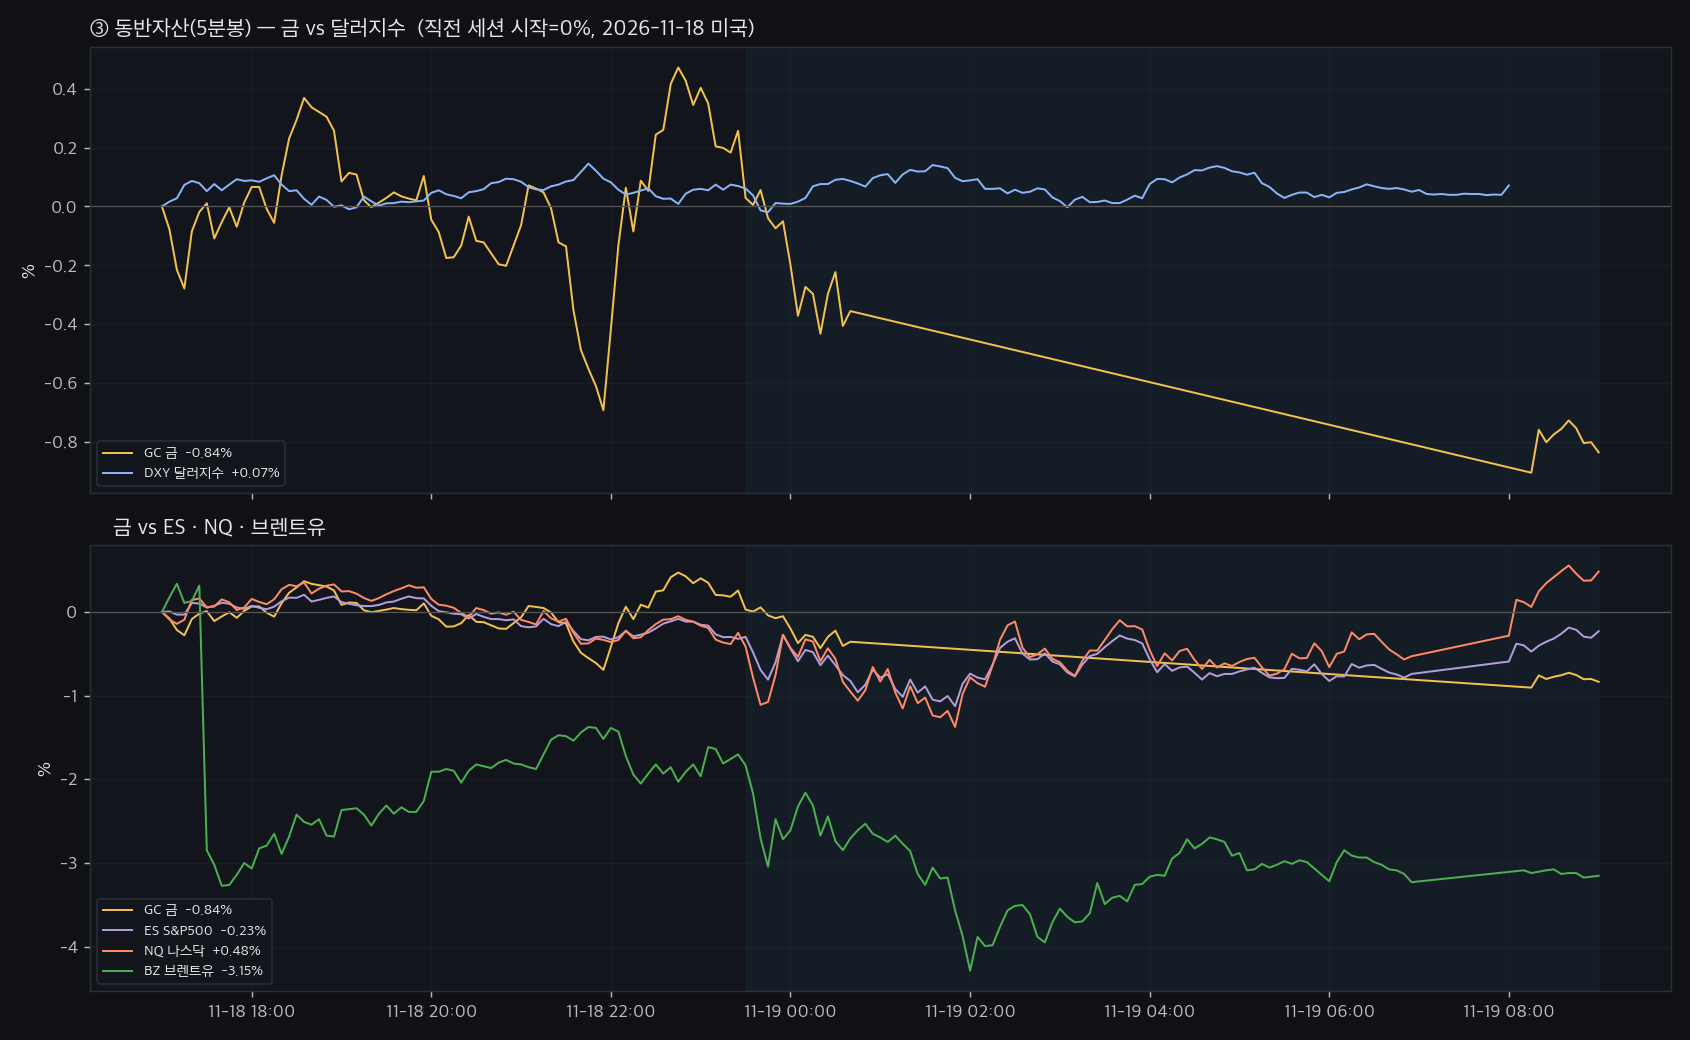 ③ 동반자산(5분봉) — 금 vs 달러지수  (직전 세션 시작=0%, 2026-11-18 미국)
0.4
0.2
0.0
-0.2
-0.4
-0.6
-0.8
%
GC 금  -0.84%
DXY 달러지수  +0.07%
금 vs ES · NQ · 브렌트유
0
-1
-2
-3
-4
%
GC 금  -0.84%
ES S&P500  -0.23%
NQ 나스닥  +0.48%
BZ 브렌트유  -3.15%
11-18 18:00
11-18 20:00
11-18 22:00
11-19 00:00
11-19 02:00
11-19 04:00
11-19 06:00
11-19 08:00